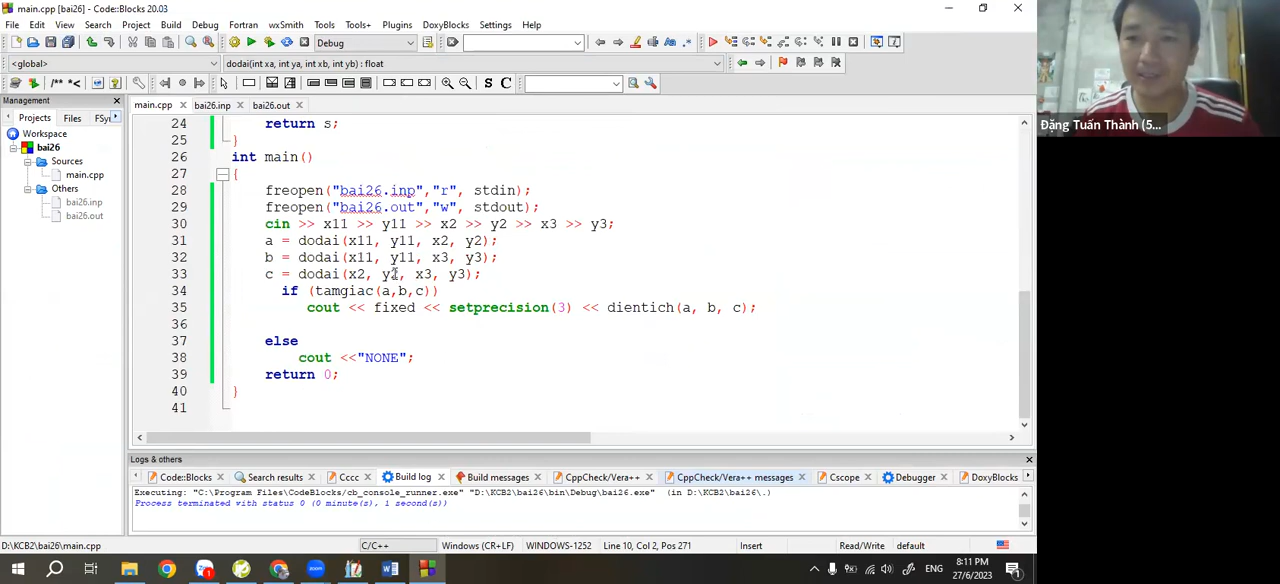 main.cpp [bai26] - Code::Blocks 20.03
File Edit View Search Project Build Debug Fortran wxSmith Tools Tools+ Plugins DoxyBlocks Settings Help
Debug
<global> dodai(int xa, int ya, int xb, int yb) : float
/** *< S C
Management
Projects Files FSy
Workspace
bai26
Sources
main.cpp
Others
bai26.inp
bai26.out
main.cpp bai26.inp bai26.out
24 return s;
25 }
26 int main()
27 {
28 freopen("bai26.inp","r", stdin);
29 freopen("bai26.out","w", stdout);
30 cin >> x11 >> y11 >> x2 >> y2 >> x3 >> y3;
31 a = dodai(x11, y11, x2, y2);
32 b = dodai(x11, y11, x3, y3);
33 c = dodai(x2, y2, x3, y3);
34 if (tamgiac(a,b,c))
35 cout << fixed << setprecision(3) << dientich(a, b, c);
36
37 else
38 cout <<"NONE";
39 return 0;
40 }
41
Logs & others
Code::Blocks Search results Cccc Build log Build messages CppCheck/Vera++ CppCheck/Vera++ messages Cscope Debugger DoxyBlocks
Executing: "C:\Program Files\CodeBlocks/cb_console_runner.exe" "D:\KCB2\bai26\bin\Debug\bai26.exe" (in D:\KCB2\bai26\.)
Process terminated with status 0 (0 minute(s), 1 second(s))
D:\KCB2\bai26\main.cpp C/C++ Windows (CR+LF) WINDOWS-1252 Line 10, Col 2, Pos 271 Insert Read/Write default
ENG 8:11 PM 27/6/2023
Đặng Tuấn Thành (5...